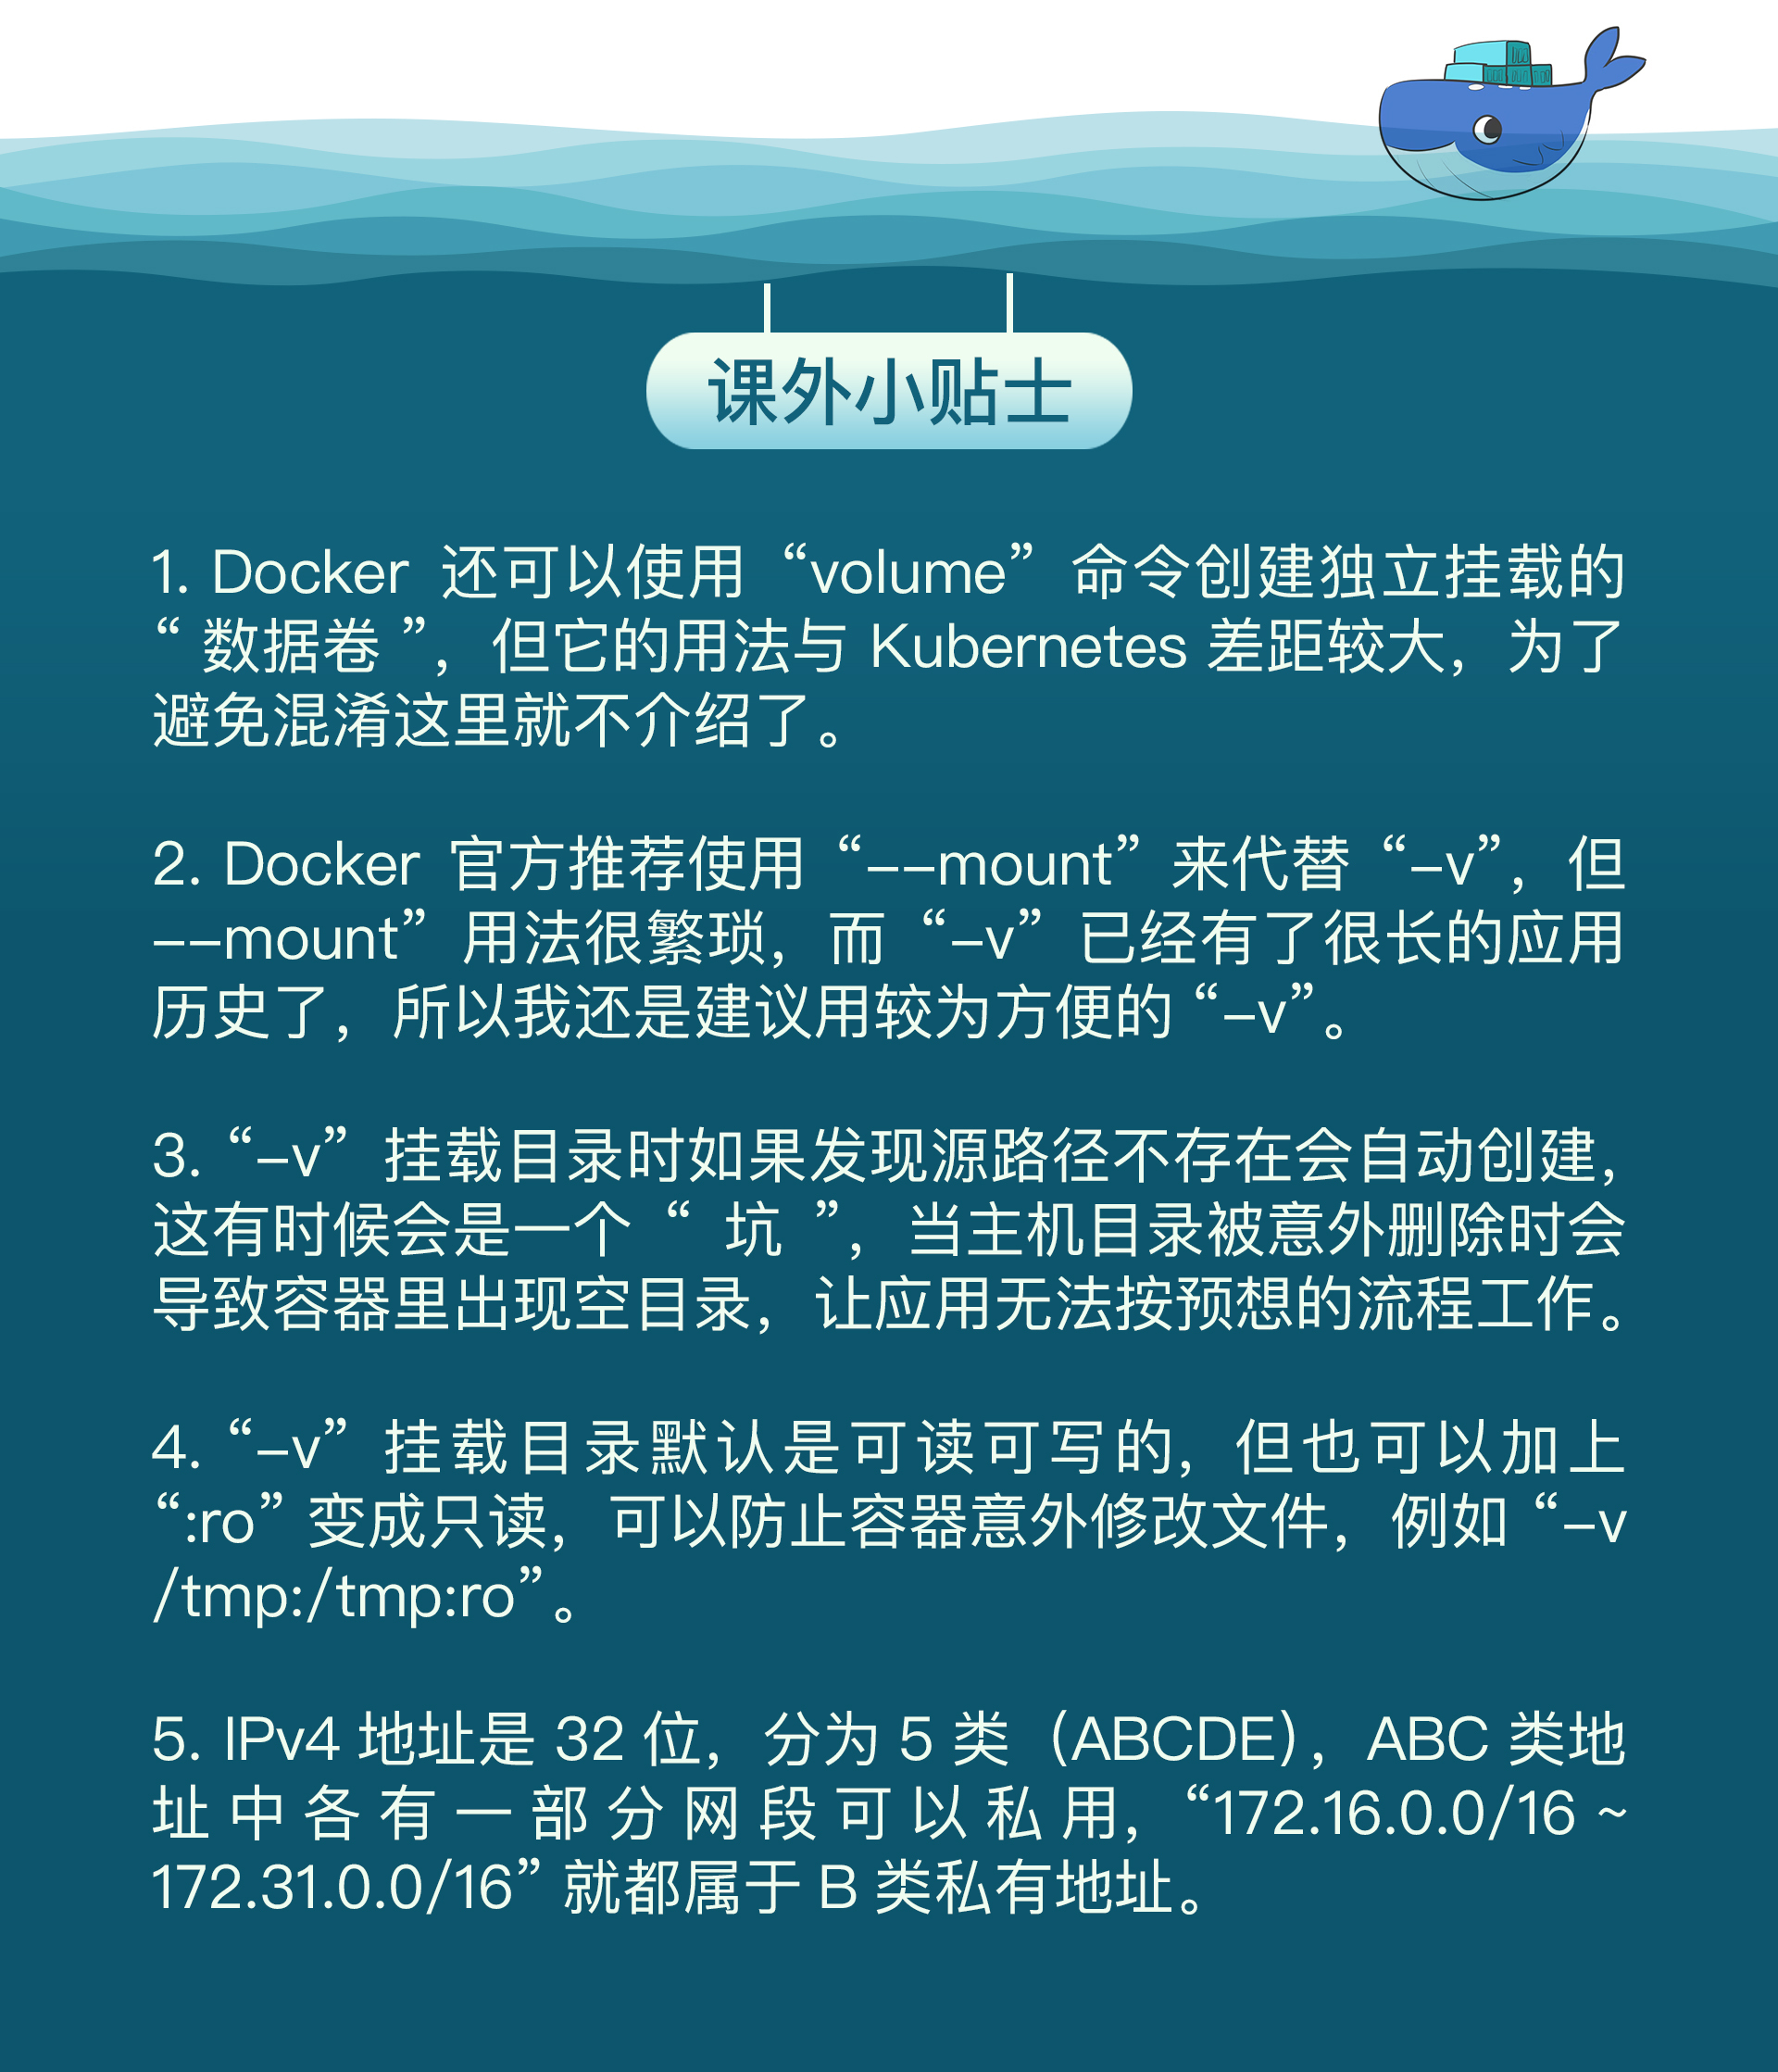 课外小贴士
1. Docker 还可以使用“volume”命令创建独立挂载的
“ 数据卷 ”，但它的用法与 Kubernetes 差距较大，为了
避免混淆这里就不介绍了。
2. Docker 官方推荐使用“--mount”来代替“-v”，但
--mount”用法很繁琐，而“-v”已经有了很长的应用
历史了，所以我还是建议用较为方便的“-v”。
3.“-v”挂载目录时如果发现源路径不存在会自动创建，
这有时候会是一个“ 坑 ”，当主机目录被意外删除时会
导致容器里出现空目录，让应用无法按预想的流程工作。
4.“-v”挂载目录默认是可读可写的，但也可以加上
“:ro”变成只读，可以防止容器意外修改文件，例如“-v
/tmp:/tmp:ro”。
5. IPv4 地址是 32 位，分为 5 类（ABCDE），ABC 类地
址中各有一部分网段可以私用，“172.16.0.0/16 ~
172.31.0.0/16”就都属于 B 类私有地址。